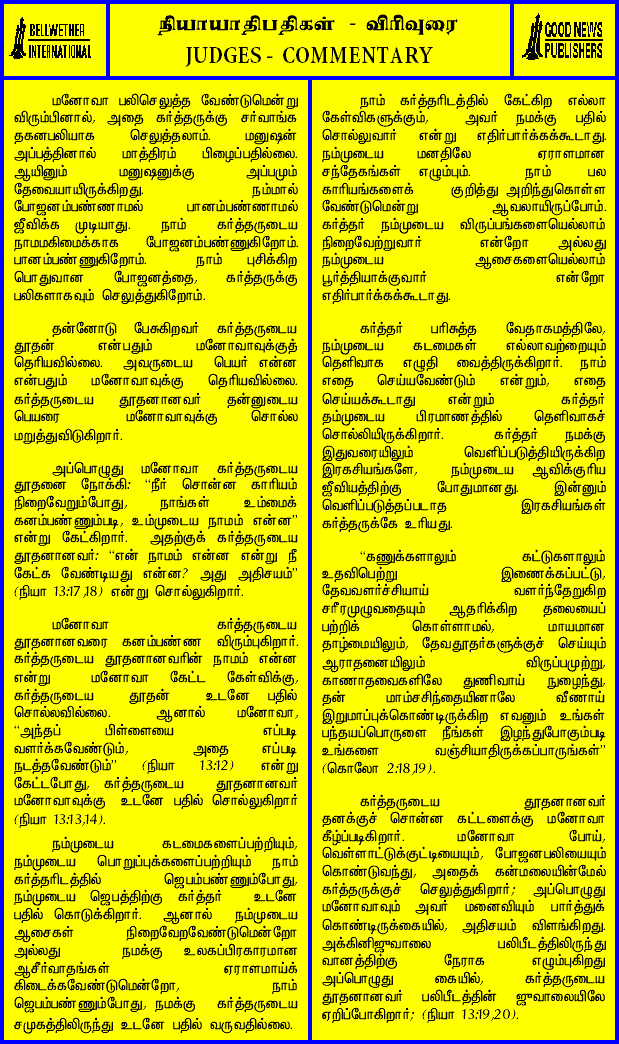 BELLWETHER
INTERNATIONAL
நியாயாதிபதிகள் - விரிவுரை
JUDGES - COMMENTARY
GOOD NEWS
PUBLISHERS
மனோவா பலிசெலுத்த வேண்டுமென்று
விரும்பினால், அதை கர்த்தருக்கு சர்வாங்க
தகனபலியாக செலுத்தலாம். மனுஷன்
அப்பத்தினால் மாத்திரம் பிழைப்பதில்லை.
ஆயினும் மனுஷனுக்கு அப்பமும்
தேவையாயிருக்கிறது. நம்மால்
போஜனம்பண்ணாமல் பானம்பண்ணாமல்
ஜீவிக்க முடியாது. நாம் கர்த்தருடைய
நாமமகிமைக்காக போஜனம்பண்ணுகிறோம்.
பானம்பண்ணுகிறோம். நாம் புசிக்கிற
பொதுவான போஜனத்தை, கர்த்தருக்கு
பலிகளாகவும் செலுத்துகிறோம்.
தன்னோடு பேசுகிறவர் கர்த்தருடைய
தூதன் என்பதும் மனோவாவுக்குத்
தெரியவில்லை. அவருடைய பெயர் என்ன
என்பதும் மனோவாவுக்கு தெரியவில்லை.
கர்த்தருடைய தூதனானவர் தன்னுடைய
பெயரை மனோவாவுக்கு சொல்ல
மறுத்துவிடுகிறார்.
அப்பொழுது மனோவா கர்த்தருடைய
தூதனை நோக்கி: "நீர் சொன்ன காரியம்
நிறைவேறும்போது, நாங்கள் உம்மைக்
கனம்பண்ணும்படி, உம்முடைய நாமம் என்ன"
என்று கேட்கிறார். அதற்குக் கர்த்தருடைய
தூதனானவர்: "என் நாமம் என்ன என்று நீ
கேட்க வேண்டியது என்ன? அது அதிசயம்"
(நியா 13:17,18) என்று சொல்லுகிறார்.
மனோவா கர்த்தருடைய
தூதனானவரை கனம்பண்ண விரும்புகிறார்.
கர்த்தருடைய தூதனானவரின் நாமம் என்ன
என்று மனோவா கேட்ட கேள்விக்கு,
கர்த்தருடைய தூதன் உடனே பதில்
சொல்லவில்லை. ஆனால் மனோவா,
"அந்தப் பிள்ளையை எப்படி
வளர்க்கவேண்டும், அதை எப்படி
நடத்தவேண்டும்" (நியா 13:12) என்று
கேட்டபோது, கர்த்தருடைய தூதனானவர்
மனோவாவுக்கு உடனே பதில் சொல்லுகிறார்
(நியா 13:13,14).
நம்முடைய கடமைகளைப்பற்றியும்,
நம்முடைய பொறுப்புக்களைப்பற்றியும் நாம்
கர்த்தரிடத்தில் ஜெபம்பண்ணும்போது,
நம்முடைய ஜெபத்திற்கு கர்த்தர் உடனே
பதில் கொடுக்கிறார். ஆனால் நம்முடைய
ஆசைகள் நிறைவேறவேண்டுமென்றோ
அல்லது நமக்கு உலகப்பிரகாரமான
ஆசீர்வாதங்கள் ஏராளமாய்க்
கிடைக்கவேண்டுமென்றோ, நாம்
ஜெபம்பண்ணும்போது, நமக்கு கர்த்தருடைய
சமுகத்திலிருந்து உடனே பதில் வருவதில்லை.
நாம் கர்த்தரிடத்தில் கேட்கிற எல்லா
கேள்விகளுக்கும், அவர் நமக்கு பதில்
சொல்லுவார் என்று எதிர்பார்க்கக்கூடாது.
நம்முடைய மனதிலே ஏராளமான
சந்தேகங்கள் எழும்பும். நாம் பல
காரியங்களைக் குறித்து அறிந்துகொள்ள
வேண்டுமென்று ஆவலாயிருப்போம்.
கர்த்தர் நம்முடைய விருப்பங்களையெல்லாம்
நிறைவேற்றுவார் என்றோ அல்லது
நம்முடைய ஆசைகளையெல்லாம்
பூர்த்தியாக்குவார் என்றோ
எதிர்பார்க்கக்கூடாது.
கர்த்தர் பரிசுத்த வேதாகமத்திலே,
நம்முடைய கடமைகள் எல்லாவற்றையும்
தெளிவாக எழுதி வைத்திருக்கிறார். நாம்
எதை செய்யவேண்டும் என்றும், எதை
செய்யக்கூடாது என்றும் கர்த்தர்
தம்முடைய பிரமாணத்தில் தெளிவாகச்
சொல்லியிருக்கிறார். கர்த்தர் நமக்கு
இதுவரையிலும் வெளிப்படுத்தியிருக்கிற
இரகசியங்களே, நம்முடைய ஆவிக்குரிய
ஜீவியத்திற்கு போதுமானது. இன்னும்
வெளிப்படுத்தப்படாத இரகசியங்கள்
கர்த்தருக்கே உரியது.
"கணுக்களாலும் கட்டுகளாலும்
உதவிபெற்று இணைக்கப்பட்டு,
தேவவளர்ச்சியாய் வளர்ந்தேறுகிற
சரீரமுழுவதையும் ஆதரிக்கிற தலையைப்
பற்றிக் கொள்ளாமல், மாயமான
தாழ்மையிலும், தேவதூதர்களுக்குச் செய்யும்
ஆராதனையிலும் விருப்பமுற்று,
காணாதவைகளிலே துணிவாய் நுழைந்து,
தன் மாம்சசிந்தையினாலே வீணாய்
இறுமாப்புக்கொண்டிருக்கிற எவனும் உங்கள்
பந்தயப்பொருளை நீங்கள் இழந்துபோகும்படி
உங்களை வஞ்சியாதிருக்கப்பாருங்கள்"
(கொலோ 2:18,19).
கர்த்தருடைய தூதனானவர்
தனக்குச் சொன்ன கட்டளைக்கு மனோவா
கீழ்ப்படிகிறார். மனோவா போய்,
வெள்ளாட்டுக்குட்டியையும், போஜனபலியையும்
கொண்டுவந்து, அதைக் கன்மலையின்மேல்
கர்த்தருக்குச் செலுத்துகிறார்; அப்பொழுது
மனோவாவும் அவர் மனைவியும் பார்த்துக்
கொண்டிருக்கையில், அதிசயம் விளங்கிறது.
அக்கினிஜுவாலை பலிபீடத்திலிருந்து
வானத்திற்கு நேராக எழும்புகிறது
அப்பொழுது கையில், கர்த்தருடைய
தூதனானவர் பலிபீடத்தின் ஜுவாலையிலே
ஏறிப்போகிறார்; (நியா 13:19,20).